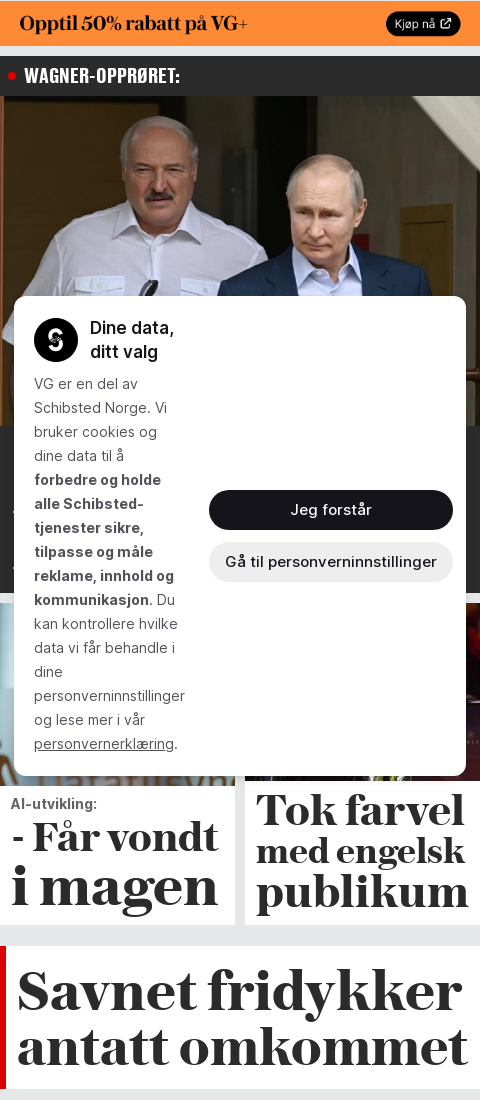 Opptil 50% rabatt på VG+
Kjøp nå
WAGNER-OPPRØRET:
Dine data,
ditt valg
VG er en del av
Schibsted Norge. Vi
bruker cookies og
dine data til å
forbedre og holde
alle Schibsted-
tjenester sikre,
tilpasse og måle
reklame, innhold og
kommunikasjon. Du
kan kontrollere hvilke
data vi får behandle i
dine
personverninnstillinger
og lese mer i vår
personvernerklæring.
Jeg forstår
Gå til personverninnstillinger
AI-utvikling:
- Får vondt
i magen
Tok farvel
med engelsk
publikum
Savnet fridykker
antatt omkommet